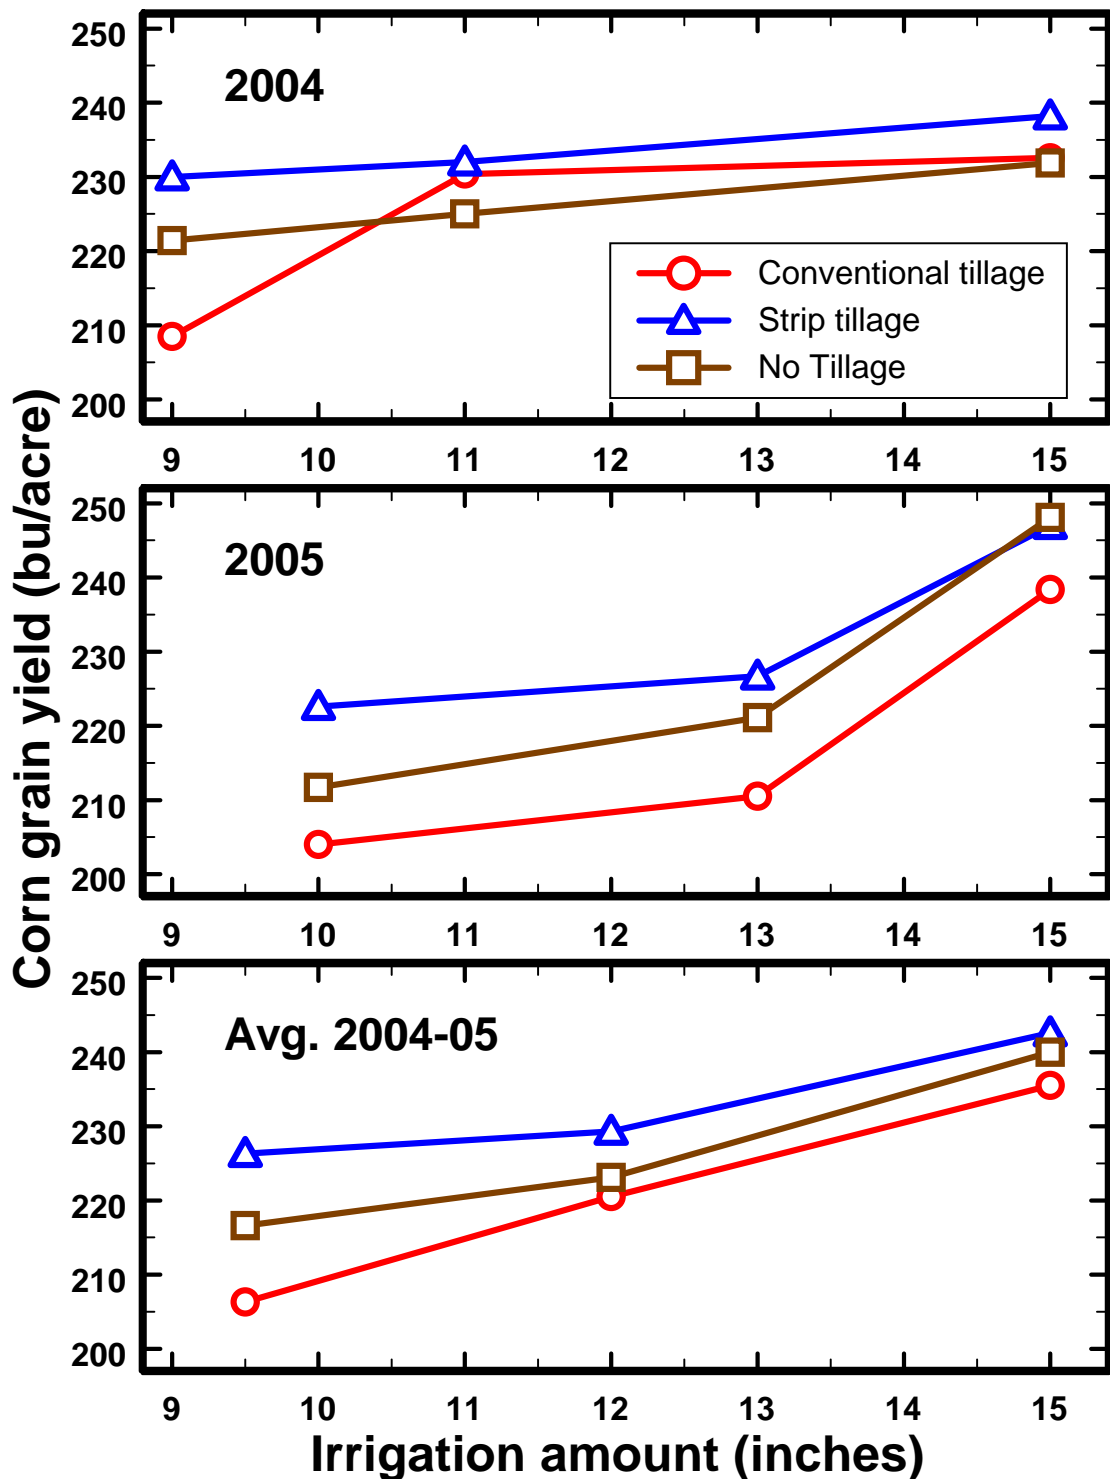 Corn grain yield (bu/acre)
250
2004
240
230
220
210
200
Conventional tillage
Strip tillage
No Tillage
9 10 11 12 13 14 15
250
2005
240
230
220
210
200
9 10 11 12 13 14 15
250
Avg. 2004-05
240
230
220
210
200
9 10 11 12 13 14 15
Irrigation amount (inches)